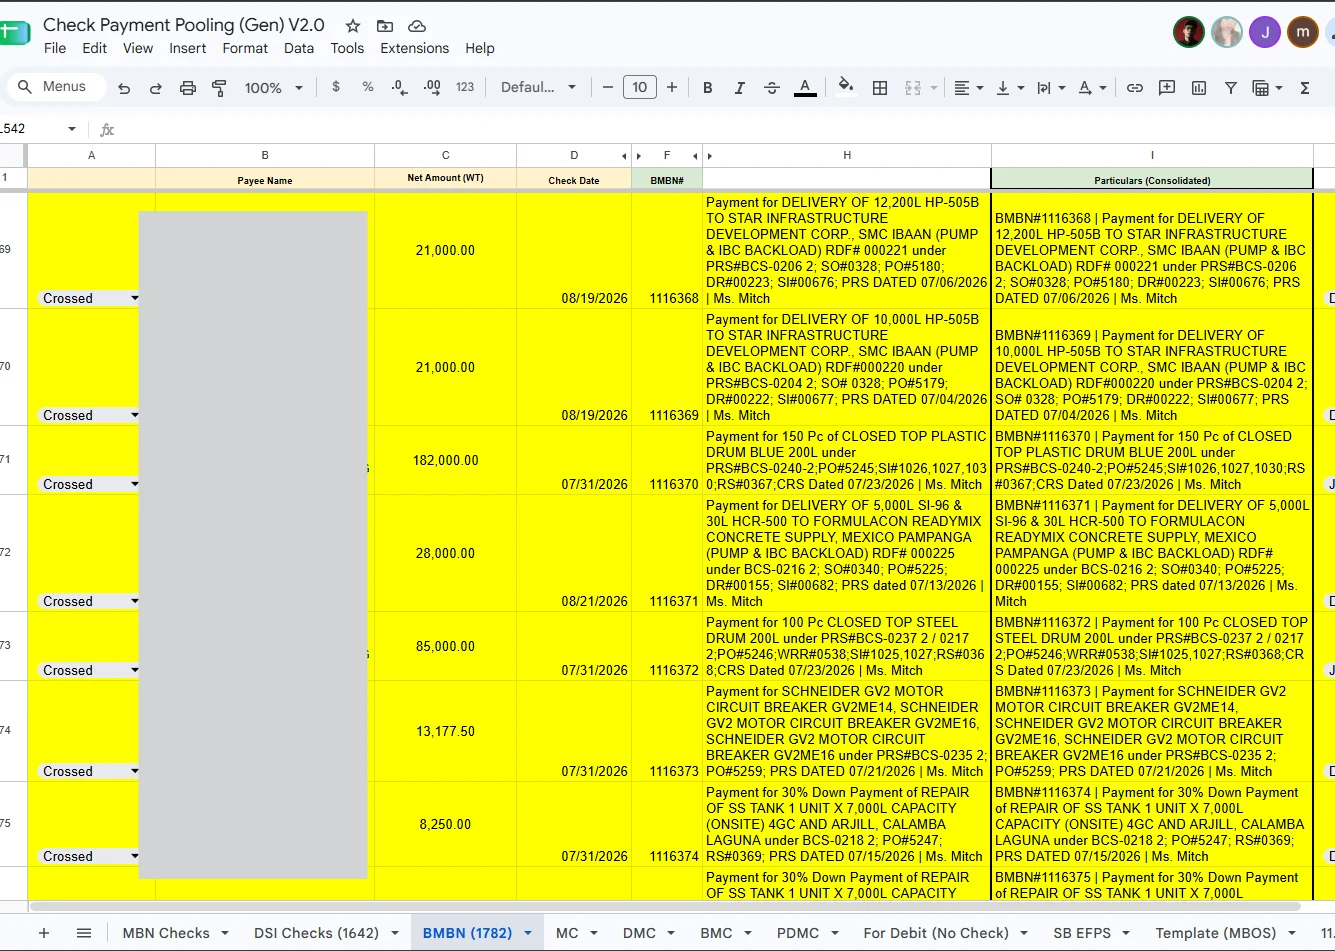 Check Payment Pooling (Gen) V2.0
File Edit View Insert Format Data Tools Extensions Help
J m
Menus 100% $ % .0 .00 123 Defaul... 10 B I A
L542 fx
A B C D F H I
1 Payee Name Net Amount (WT) Check Date BMBN# Particulars (Consolidated)
69
Crossed
21,000.00
08/19/2026
1116368
Payment for DELIVERY OF 12,200L HP-505B
TO STAR INFRASTRUCTURE
DEVELOPMENT CORP., SMC IBAAN (PUMP
& IBC BACKLOAD) RDF# 000221 under
PRS#BCS-0206 2; SO#0328; PO#5180;
DR#00223; SI#00676; PRS DATED 07/06/2026
| Ms. Mitch
BMBN#1116368 | Payment for DELIVERY OF
12,200L HP-505B TO STAR INFRASTRUCTURE
DEVELOPMENT CORP., SMC IBAAN (PUMP & IBC
BACKLOAD) RDF# 000221 under PRS#BCS-0206
2; SO#0328; PO#5180; DR#00223; SI#00676; PRS
DATED 07/06/2026 | Ms. Mitch
70
Crossed
21,000.00
08/19/2026
1116369
Payment for DELIVERY OF 10,000L HP-505B
TO STAR INFRASTRUCTURE
DEVELOPMENT CORP., SMC IBAAN (PUMP
& IBC BACKLOAD) RDF#000220 under
PRS#BCS-0204 2; SO# 0328; PO#5179;
DR#00222; SI#00677; PRS DATED 07/04/2026
| Ms. Mitch
BMBN#1116369 | Payment for DELIVERY OF
10,000L HP-505B TO STAR INFRASTRUCTURE
DEVELOPMENT CORP., SMC IBAAN (PUMP & IBC
BACKLOAD) RDF#000220 under PRS#BCS-0204 2;
SO# 0328; PO#5179; DR#00222; SI#00677; PRS
DATED 07/04/2026 | Ms. Mitch
71
Crossed
182,000.00
07/31/2026
1116370
Payment for 150 Pc of CLOSED TOP PLASTIC
DRUM BLUE 200L under
PRS#BCS-0240-2;PO#5245;SI#1026,1027,103
0;RS#0367;CRS Dated 07/23/2026 | Ms. Mitch
BMBN#1116370 | Payment for 150 Pc of CLOSED
TOP PLASTIC DRUM BLUE 200L under
PRS#BCS-0240-2;PO#5245;SI#1026,1027,1030;RS
#0367;CRS Dated 07/23/2026 | Ms. Mitch
72
Crossed
28,000.00
08/21/2026
1116371
Payment for DELIVERY OF 5,000L SI-96 &
30L HCR-500 TO FORMULACON READYMIX
CONCRETE SUPPLY, MEXICO PAMPANGA
(PUMP & IBC BACKLOAD) RDF# 000225
under BCS-0216 2; SO#0340; PO#5225;
DR#00155; SI#00682; PRS dated 07/13/2026 |
Ms. Mitch
BMBN#1116371 | Payment for DELIVERY OF 5,000L
SI-96 & 30L HCR-500 TO FORMULACON
READYMIX CONCRETE SUPPLY, MEXICO
PAMPANGA (PUMP & IBC BACKLOAD) RDF#
000225 under BCS-0216 2; SO#0340; PO#5225;
DR#00155; SI#00682; PRS dated 07/13/2026 | Ms.
Mitch
73
Crossed
85,000.00
07/31/2026
1116372
Payment for 100 Pc CLOSED TOP STEEL
DRUM 200L under PRS#BCS-0237 2 / 0217
2;PO#5246;WRR#0538;SI#1025,1027;RS#036
8;CRS Dated 07/23/2026 | Ms. Mitch
BMBN#1116372 | Payment for 100 Pc CLOSED TOP
STEEL DRUM 200L under PRS#BCS-0237 2 / 0217
2;PO#5246;WRR#0538;SI#1025,1027;RS#0368;CR
S Dated 07/23/2026 | Ms. Mitch
74
Crossed
13,177.50
07/31/2026
1116373
Payment for SCHNEIDER GV2 MOTOR
CIRCUIT BREAKER GV2ME14, SCHNEIDER
GV2 MOTOR CIRCUIT BREAKER GV2ME16,
SCHNEIDER GV2 MOTOR CIRCUIT
BREAKER GV2ME16 under PRS#BCS-0235 2;
PO#5259; PRS DATED 07/21/2026 | Ms. Mitch
BMBN#1116373 | Payment for SCHNEIDER GV2
MOTOR CIRCUIT BREAKER GV2ME14,
SCHNEIDER GV2 MOTOR CIRCUIT BREAKER
GV2ME16, SCHNEIDER GV2 MOTOR CIRCUIT
BREAKER GV2ME16 under PRS#BCS-0235 2;
PO#5259; PRS DATED 07/21/2026 | Ms. Mitch
75
Crossed
8,250.00
07/31/2026
1116374
Payment for 30% Down Payment of REPAIR
OF SS TANK 1 UNIT X 7,000L CAPACITY
(ONSITE) 4GC AND ARJILL, CALAMBA
LAGUNA under BCS-0218 2; PO#5247;
RS#0369; PRS DATED 07/15/2026 | Ms. Mitch
BMBN#1116374 | Payment for 30% Down Payment
of REPAIR OF SS TANK 1 UNIT X 7,000L
CAPACITY (ONSITE) 4GC AND ARJILL, CALAMBA
LAGUNA under BCS-0218 2; PO#5247; RS#0369;
PRS DATED 07/15/2026 | Ms. Mitch
Payment for 30% Down Payment of REPAIR
OF SS TANK 1 UNIT X 7,000L CAPACITY
BMBN#1116375 | Payment for 30% Down Payment
of REPAIR OF SS TANK 1 UNIT X 7,000L
MBN Checks DSI Checks (1642) BMBN (1782) MC DMC BMC PDMC For Debit (No Check) SB EFPS Template (MBOS) 11.